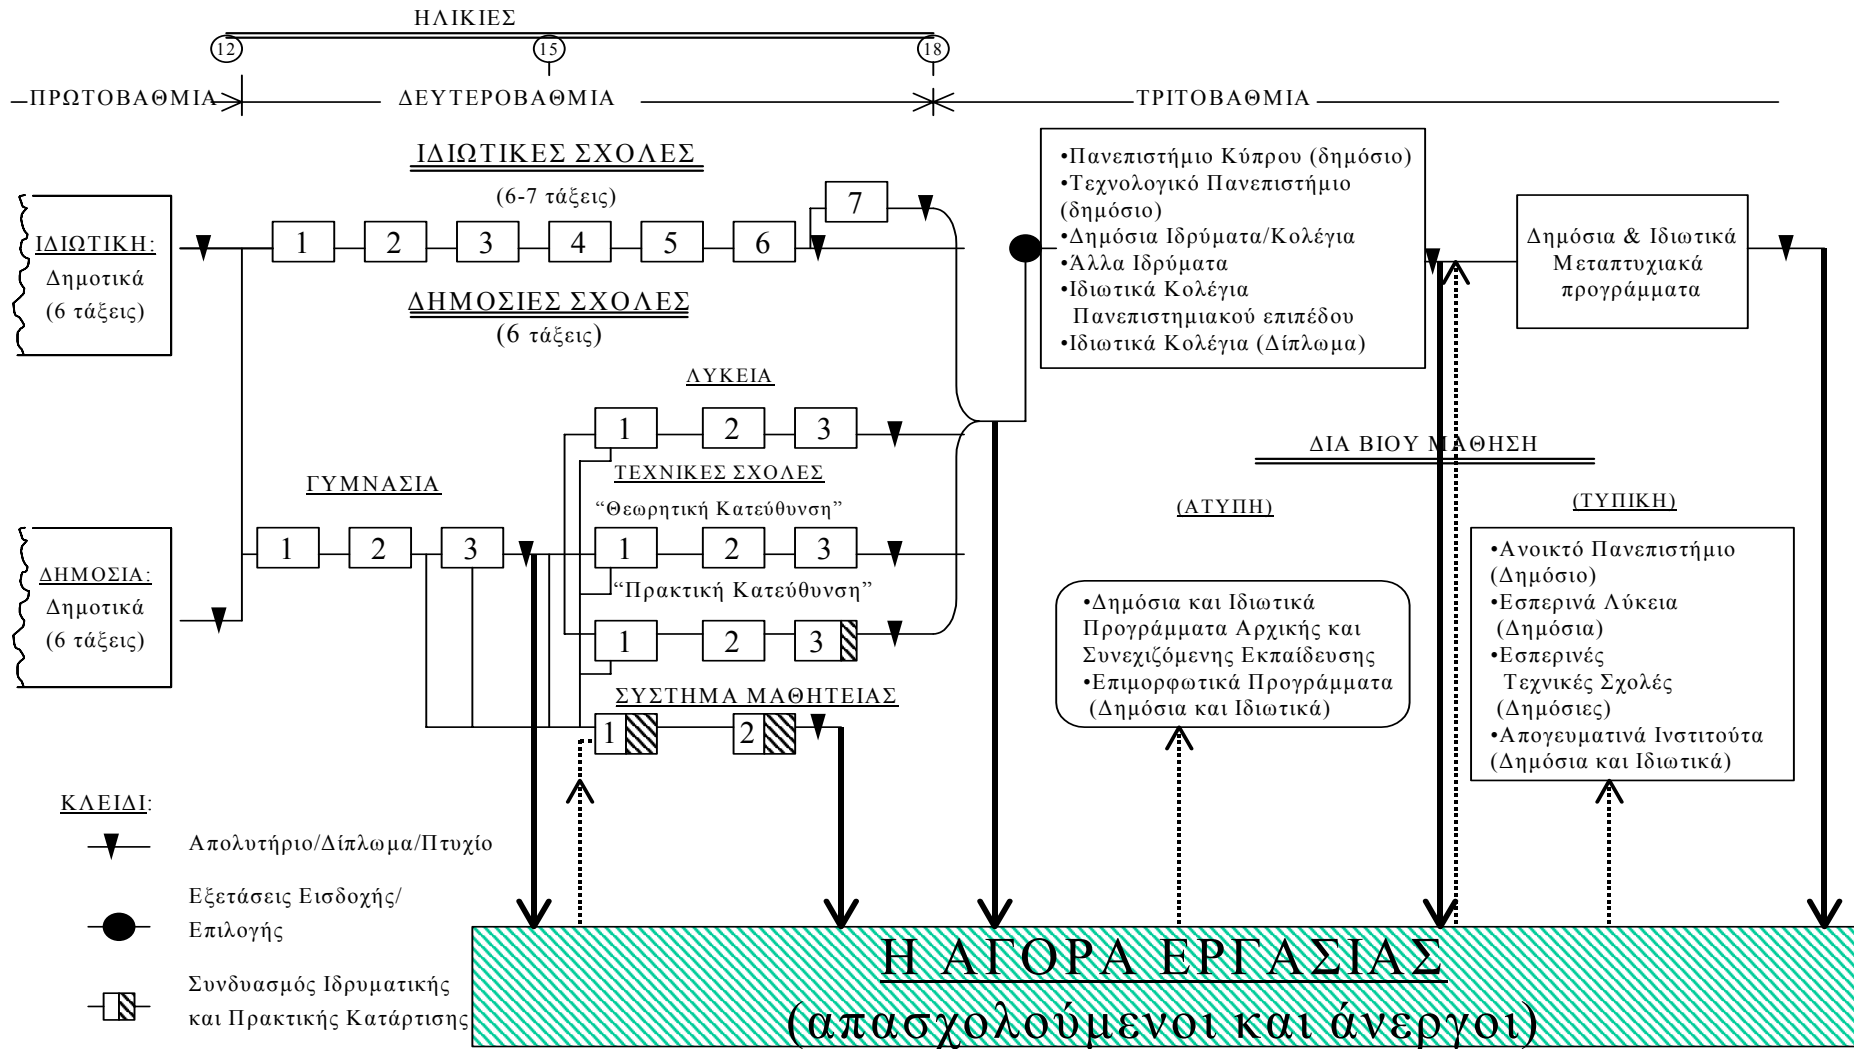 ΗΛΙΚΙΕΣ
12
15
18
ΠΡΩΤΟΒΑΘΜΙΑ
ΔΕΥΤΕΡΟΒΑΘΜΙΑ
ΤΡΙΤΟΒΑΘΜΙΑ
ΙΔΙΩΤΙΚΕΣ ΣΧΟΛΕΣ
(6-7 τάξεις)
7
ΙΔΙΩΤΙΚΗ:
Δημοτικά
(6 τάξεις)
1 2 3 4 5 6
ΔΗΜΟΣΙΕΣ ΣΧΟΛΕΣ
(6 τάξεις)
•Πανεπιστήμιο Κύπρου (δημόσιο)
•Τεχνολογικό Πανεπιστήμιο
(δημόσιο)
•Δημόσια Ιδρύματα/Κολέγια
•Άλλα Ιδρύματα
•Ιδιωτικά Κολέγια
Πανεπιστημιακού επιπέδου
•Ιδιωτικά Κολέγια (Δίπλωμα)
Δημόσια & Ιδιωτικά
Μεταπτυχιακά
προγράμματα
ΛΥΚΕΙΑ
1 2 3
ΤΕΧΝΙΚΕΣ ΣΧΟΛΕΣ
“Θεωρητική Κατεύθυνση”
ΓΥΜΝΑΣΙΑ
1 2 3
1 2 3
“Πρακτική Κατεύθυνση”
1 2 3
ΔΗΜΟΣΙΑ:
Δημοτικά
(6 τάξεις)
ΣΥΣΤΗΜΑ ΜΑΘΗΤΕΙΑΣ
1 2
ΔΙΑ ΒΙΟΥ ΜΑΘΗΣΗ
(ΑΤΥΠΗ)
•Δημόσια και Ιδιωτικά
Προγράμματα Αρχικής και
Συνεχιζόμενης Εκπαίδευσης
•Επιμορφωτικά Προγράμματα
(Δημόσια και Ιδιωτικά)
(ΤΥΠΙΚΗ)
•Ανοικτό Πανεπιστήμιο
(Δημόσιο)
•Εσπερινά Λύκεια
(Δημόσια)
•Εσπερινές
Τεχνικές Σχολές
(Δημόσιες)
•Απογευματινά Ινστιτούτα
(Δημόσια και Ιδιωτικά)
ΚΛΕΙΔΙ:
Απολυτήριο/Δίπλωμα/Πτυχίο
Εξετάσεις Εισδοχής/
Επιλογής
Συνδυασμός Ιδρυματικής
και Πρακτικής Κατάρτισης
Η ΑΓΟΡΑ ΕΡΓΑΣΙΑΣ
(απασχολούμενοι και άνεργοι)